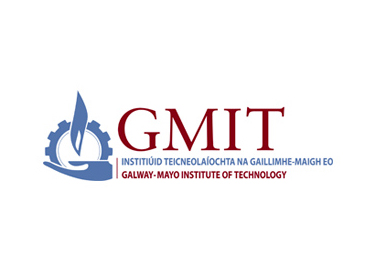 GMIT
INSTITIÚID TEICNEOLAÍOCHTA NA GAILLIMHE-MAIGH EO
GALWAY-MAYO INSTITUTE OF TECHNOLOGY